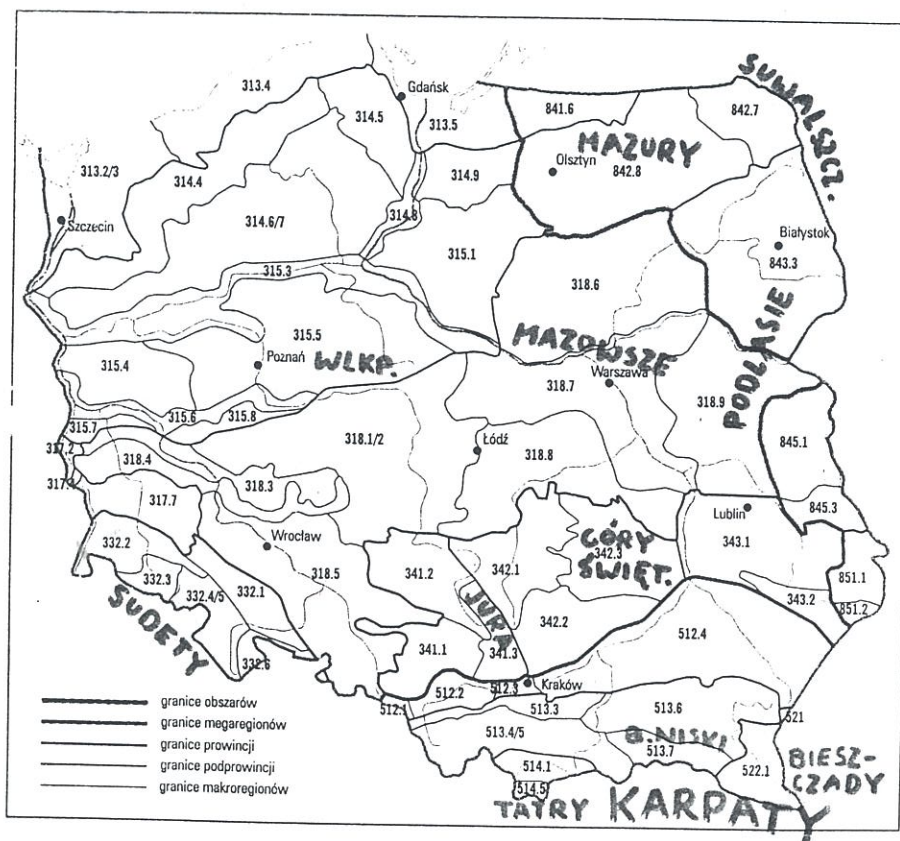 313.4
Gdańsk
314.5
313.5
841.6
842.7
SUWALSZCZ.
MAZURY
Olsztyn
842.8
313.2/3
314.4
314.9
Szczecin
314.6/7
314.8
Białystok
843.3
315.3
315.1
318.6
315.5
MAZOWSZE
PODLASIE
315.4
Poznań
WLKP.
Warszawa
318.7
318.9
315.6
315.8
315.7
318.1/2
Łódź
845.1
317.2
318.4
318.8
317.
317.7
318.3
Lublin
845.3
Wrocław
332.2
GÓRY
ŚWIĘT.
342.3
343.1
318.5
341.2
342.1
332.3
332.4/5
332.1
JURA
851.1
343.2
851.2
SUDETY
342.2
512.4
332.6
341.1
341.3
Kraków
512.3
512.2
512.1
513.3
513.6
521
513.4/5
B.NISKI
513.7
BIESZ-
CZADY
522.1
514.1
514.5
TATRY KARPATY
granice obszarów
granice megaregionów
granice prowincji
granice podprowincji
granice makroregionów